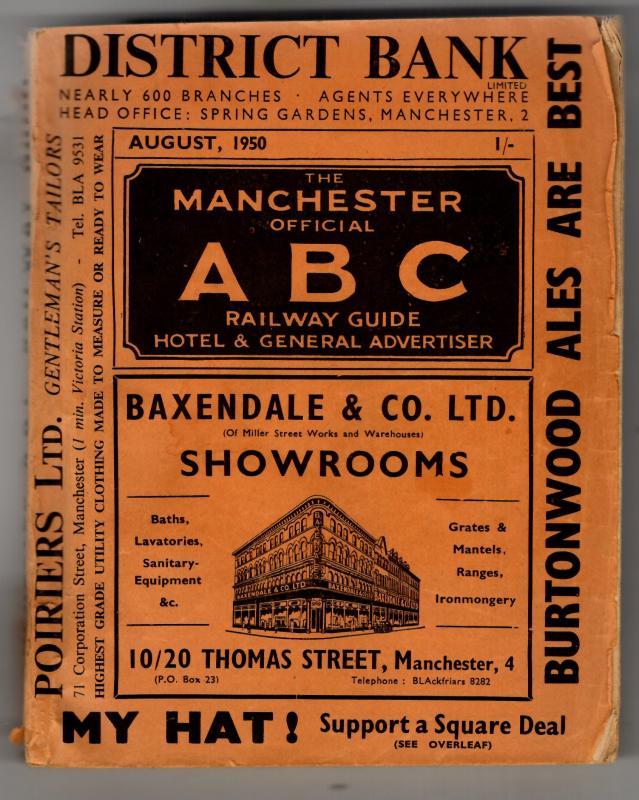 DISTRICT BANK
LIMITED
NEARLY 600 BRANCHES · AGENTS EVERYWHERE
HEAD OFFICE: SPRING GARDENS, MANCHESTER, 2
POIRIERS LTD. GENTLEMAN'S TAILORS
71 Corporation Street, Manchester (1 min. Victoria Station) - Tel. BLA 9531
HIGHEST GRADE UTILITY CLOTHING MADE TO MEASURE OR READY TO WEAR
AUGUST, 1950 1/-
THE
MANCHESTER
OFFICIAL
A B C
RAILWAY GUIDE
HOTEL & GENERAL ADVERTISER
BAXENDALE & CO. LTD.
(Of Miller Street Works and Warehouses)
SHOWROOMS
Baths,
Lavatories,
Sanitary-
Equipment
&c.
BAXENDALE & CO LTD
Grates &
Mantels,
Ranges,
Ironmongery
10/20 THOMAS STREET, Manchester, 4
(P.O. Box 23) Telephone : BLAckfriars 8282
BURTONWOOD ALES ARE BEST
MY HAT! Support a Square Deal
(SEE OVERLEAF)